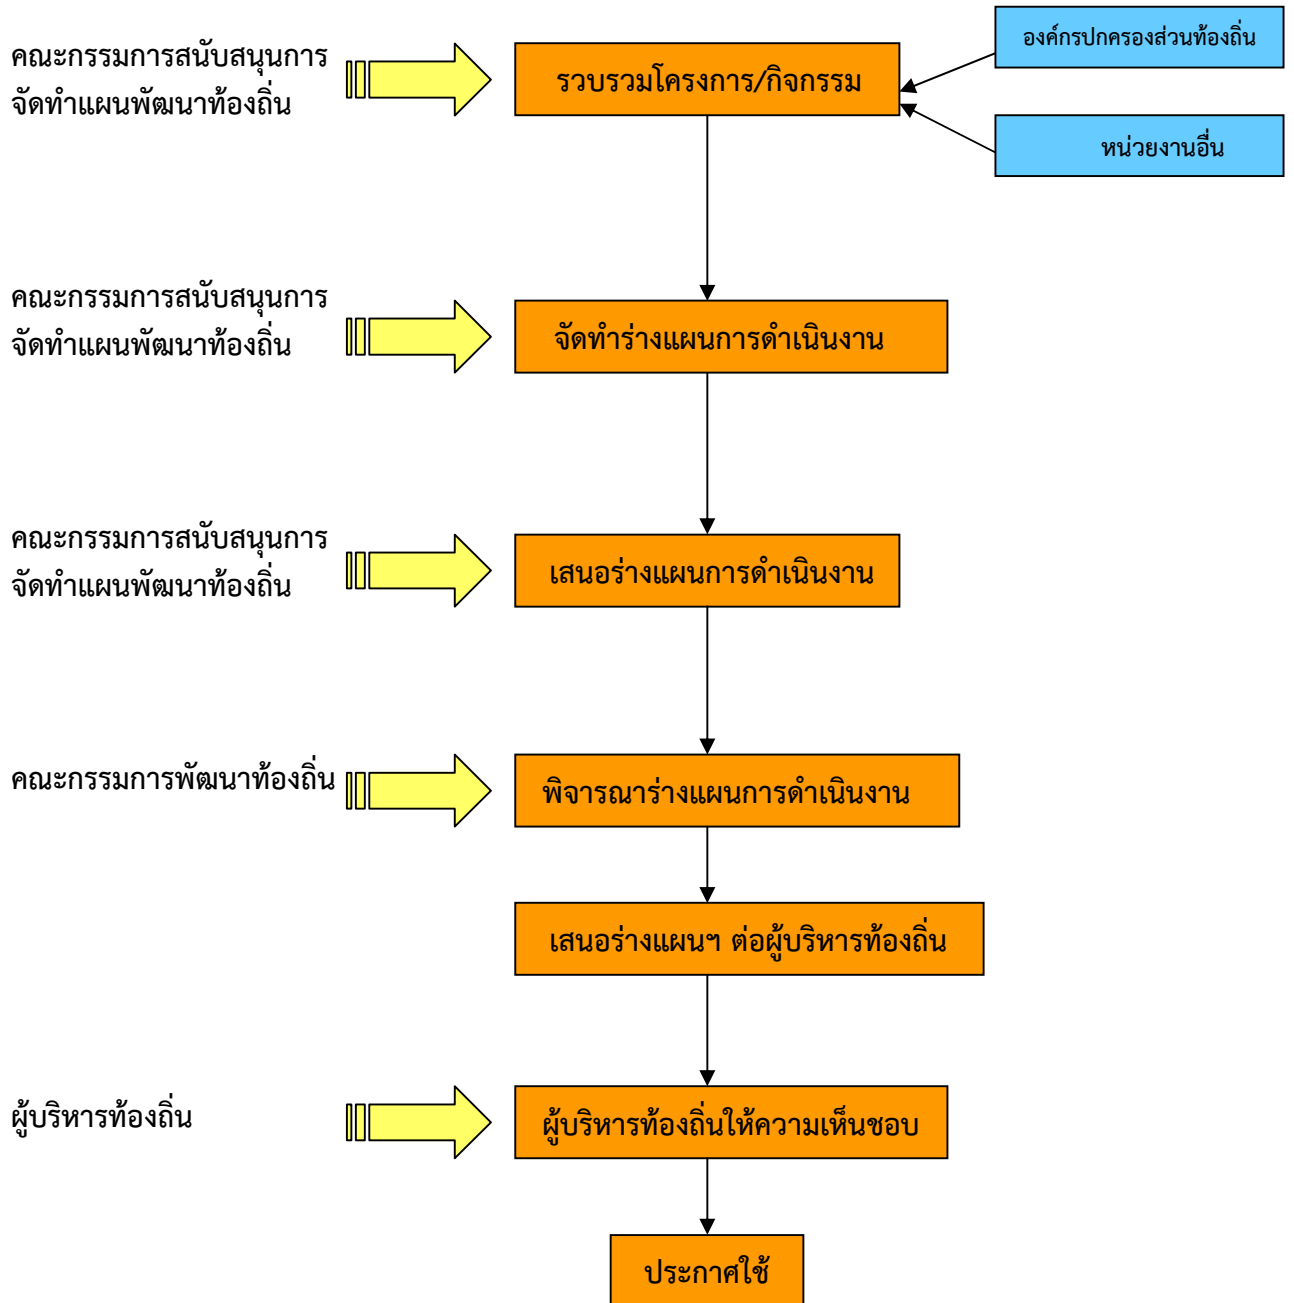 คณะกรรมการสนับสนุนการ
จัดทำแผนพัฒนาท้องถิ่น
รวบรวมโครงการ/กิจกรรม
องค์กรปกครองส่วนท้องถิ่น
หน่วยงานอื่น
คณะกรรมการสนับสนุนการ
จัดทำแผนพัฒนาท้องถิ่น
จัดทำร่างแผนการดำเนินงาน
คณะกรรมการสนับสนุนการ
จัดทำแผนพัฒนาท้องถิ่น
เสนอร่างแผนการดำเนินงาน
คณะกรรมการพัฒนาท้องถิ่น
พิจารณาร่างแผนการดำเนินงาน
เสนอร่างแผนฯ ต่อผู้บริหารท้องถิ่น
ผู้บริหารท้องถิ่น
ผู้บริหารท้องถิ่นให้ความเห็นชอบ
ประกาศใช้